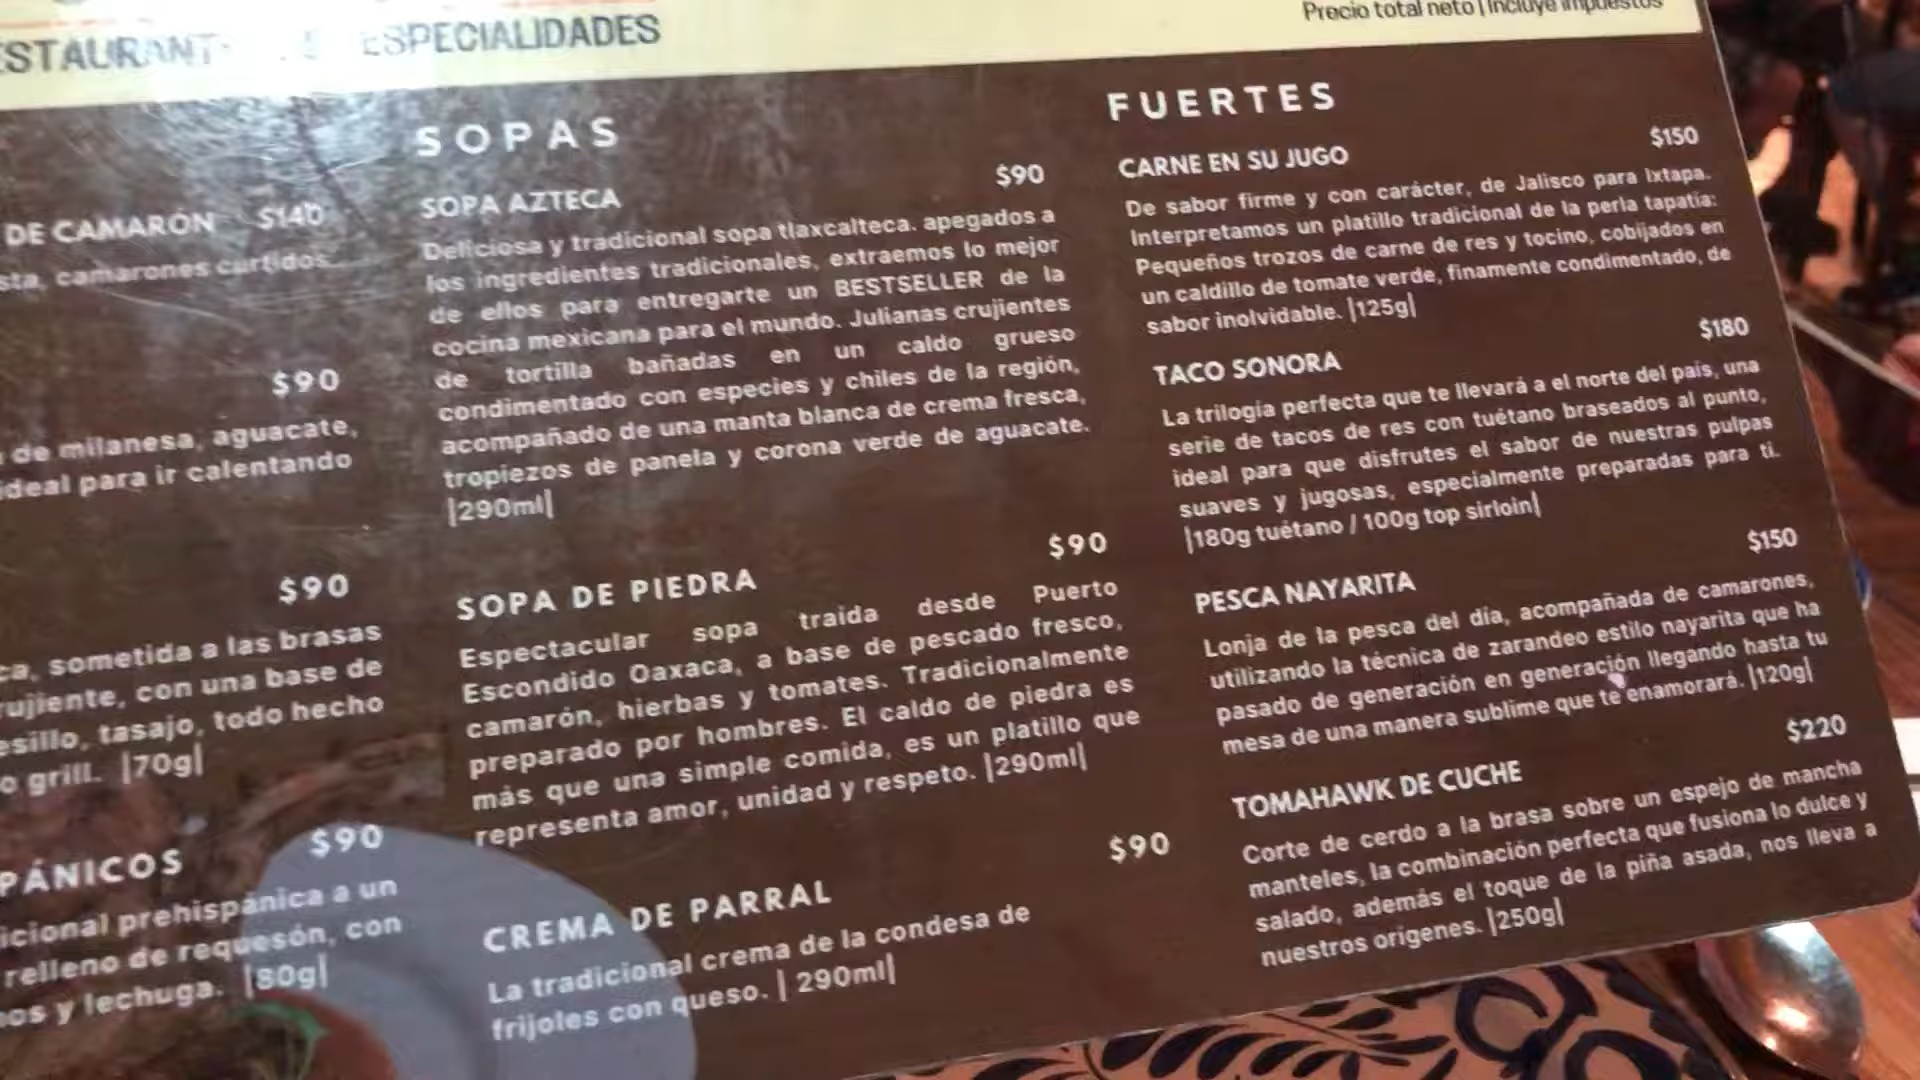 ESTAURANT
ESPECIALIDADES
Precio total neto | Incluye impuestos
DE CAMARÓN $140
sta, camarones curtidos
$90
de milanesa, aguacate,
ideal para ir calentando
$90
ca, sometida a las brasas
rujiente, con una base de
esillo, tasajo, todo hecho
o grill. |70g|
$90
PÁNICOS
icional prehispánica a un
relleno de requesón, con
nos y lechuga. |80g|
SOPAS
$90
SOPA AZTECA
Deliciosa y tradicional sopa tlaxcalteca. apegados a
los ingredientes tradicionales, extraemos lo mejor
de ellos para entregarte un BESTSELLER de la
cocina mexicana para el mundo. Julianas crujientes
de tortilla bañadas en un caldo grueso
condimentado con especies y chiles de la región,
acompañado de una manta blanca de crema fresca,
tropiezos de panela y corona verde de aguacate.
|290ml|
$90
SOPA DE PIEDRA
Espectacular sopa traida desde Puerto
Escondido Oaxaca, a base de pescado fresco,
camarón, hierbas y tomates. Tradicionalmente
preparado por hombres. El caldo de piedra es
más que una simple comida, es un platillo que
representa amor, unidad y respeto. |290ml|
$90
CREMA DE PARRAL
La tradicional crema de la condesa de
frijoles con queso. | 290ml|
FUERTES
$150
CARNE EN SU JUGO
De sabor firme y con carácter, de Jalisco para Ixtapa.
Interpretamos un platillo tradicional de la perla tapatía:
Pequeños trozos de carne de res y tocino, cobijados en
un caldillo de tomate verde, finamente condimentado, de
sabor inolvidable. |125g|
$180
TACO SONORA
La trilogía perfecta que te llevará a el norte del país, una
serie de tacos de res con tuétano braseados al punto,
ideal para que disfrutes el sabor de nuestras pulpas
suaves y jugosas, especialmente preparadas para ti.
|180g tuétano / 100g top sirloin|
$150
PESCA NAYARITA
Lonja de la pesca del día, acompañada de camarones,
utilizando la técnica de zarandeo estilo nayarita que ha
pasado de generación en generación llegando hasta tu
mesa de una manera sublime que te enamorará. |120g|
$220
TOMAHAWK DE CUCHE
Corte de cerdo a la brasa sobre un espejo de mancha
manteles, la combinación perfecta que fusiona lo dulce y
salado, además el toque de la piña asada, nos lleva a
nuestros orígenes. |250g|